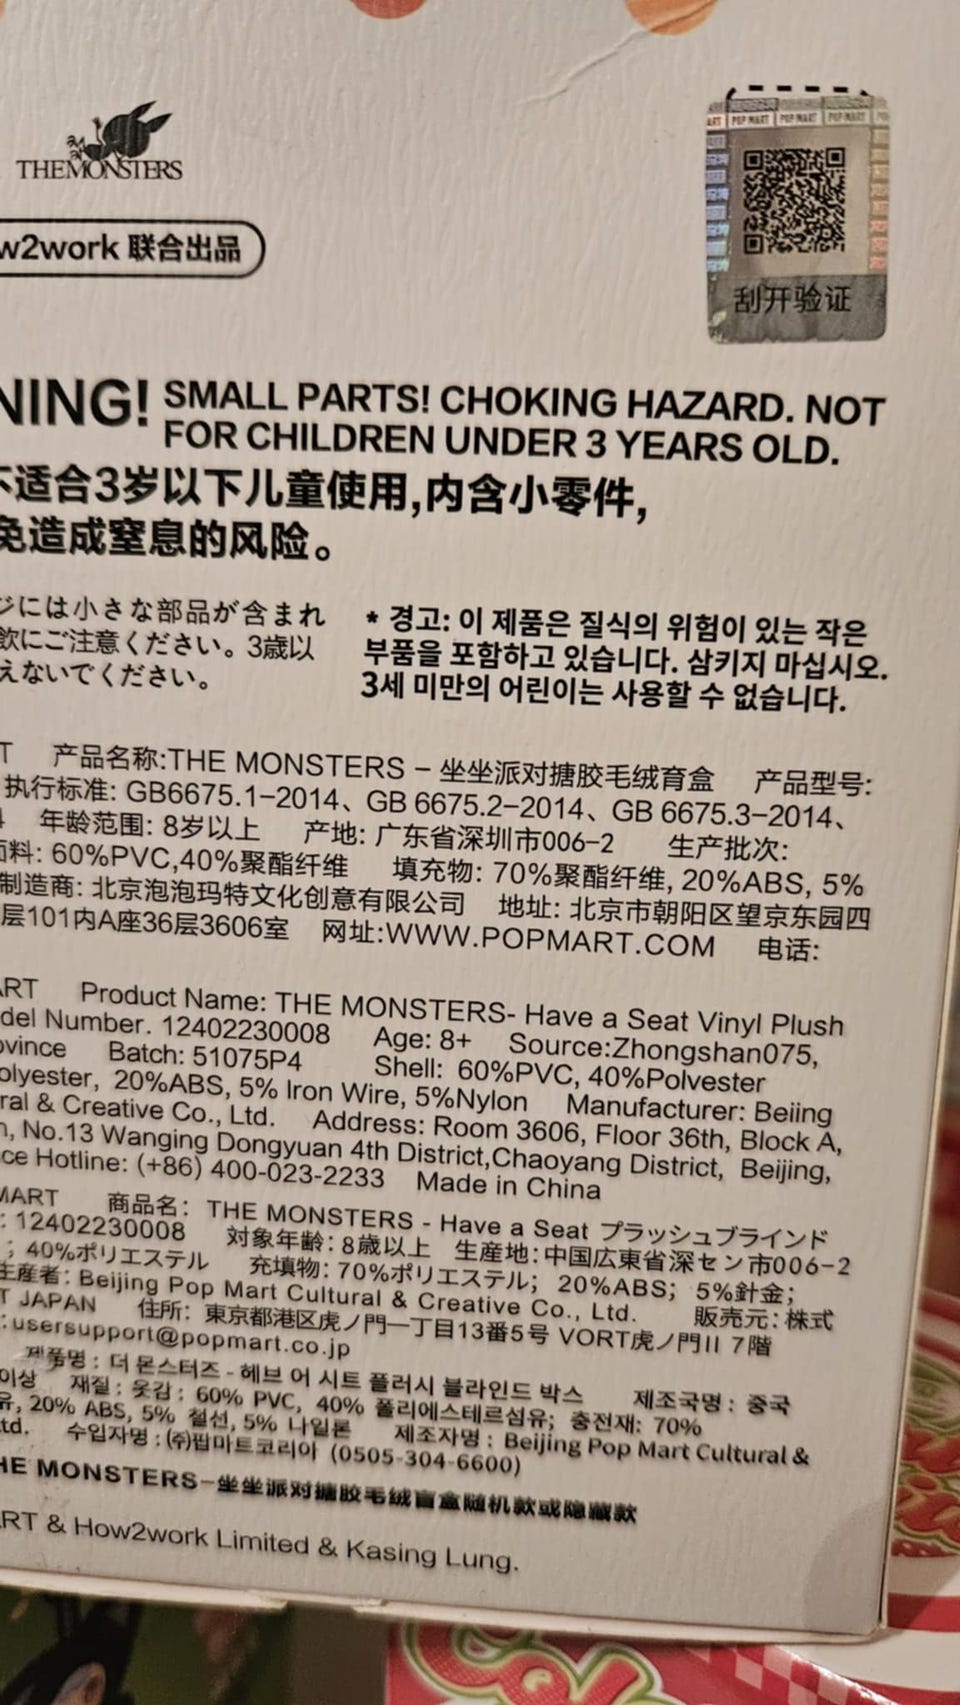 THE MONSTERS
POP MART POP MART POP MART
w2work 联合出品
刮开验证
NING! SMALL PARTS! CHOKING HAZARD. NOT
FOR CHILDREN UNDER 3 YEARS OLD.
不适合3岁以下儿童使用,内含小零件,
免造成窒息的风险。
ジには小さな部品が含まれ
飲にご注意ください。3歳以
えないでください。
* 경고: 이 제품은 질식의 위험이 있는 작은
부품을 포함하고 있습니다. 삼키지 마십시오.
3세 미만의 어린이는 사용할 수 없습니다.
T 产品名称:THE MONSTERS – 坐坐派对搪胶毛绒育盒 产品型号:
执行标准: GB6675.1–2014、GB 6675.2–2014、GB 6675.3–2014、
4 年龄范围: 8岁以上 产地: 广东省深圳市006–2 生产批次:
面料: 60%PVC,40%聚酯纤维 填充物: 70%聚酯纤维, 20%ABS, 5%
制造商: 北京泡泡玛特文化创意有限公司 地址: 北京市朝阳区望京东园四
层101内A座36层3606室 网址:WWW.POPMART.COM 电话:
ART Product Name: THE MONSTERS- Have a Seat Vinyl Plush
del Number. 12402230008 Age: 8+ Source:Zhongshan075,
ovince Batch: 51075P4 Shell: 60%PVC, 40%Polvester
olyester, 20%ABS, 5% Iron Wire, 5%Nylon Manufacturer: Beiing
ral & Creative Co., Ltd. Address: Room 3606, Floor 36th, Block A,
n, No.13 Wanging Dongyuan 4th District,Chaoyang District, Beijing,
ce Hotline: (+86) 400-023-2233 Made in China
MART 商品名: THE MONSTERS - Have a Seat プラッシュブラインド
: 12402230008 対象年齢: 8歳以上 生産地:中国広東省深セン市006-2
; 40%ポリエステル 充填物: 70%ポリエステル; 20%ABS; 5%針金;
生産者: Beijing Pop Mart Cultural & Creative Co., Ltd. 販売元: 株式
T JAPAN 住所: 東京都港区虎ノ門一丁目13番5号 VORT虎ノ門II 7階
:usersupport@popmart.co.jp
제품명 : 더 몬스터즈 - 헤브 어 시트 플러시 블라인드 박스 제조국명 : 중국
이상 재질 : 옷감 : 60% PVC, 40% 폴리에스테르섬유; 충전재: 70%
유, 20% ABS, 5% 철선, 5% 나일론 제조자명 : Beijing Pop Mart Cultural &
td. 수입자명 : (주)팝마트코리아 (0505-304-6600)
HE MONSTERS–坐坐派对搪胶毛绒盲盒随机款或隐藏款
ART & How2work Limited & Kasing Lung.